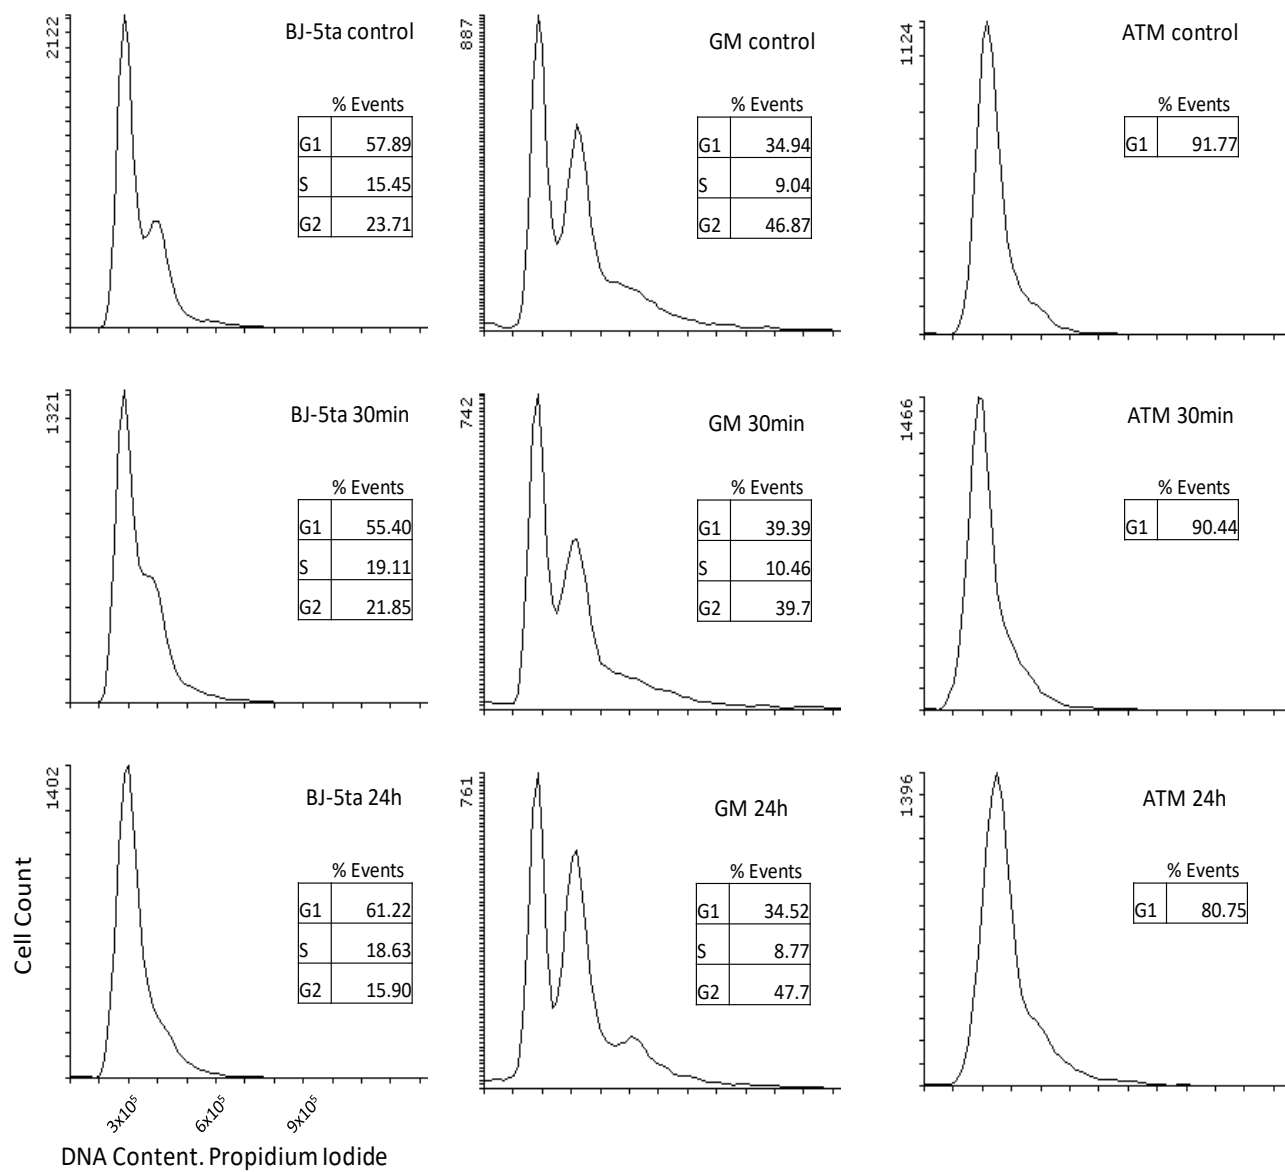 BJ-5ta control
2122
% Events
G1 57.89
S 15.45
G2 23.71
GM control
887
% Events
G1 34.94
S 9.04
G2 46.87
ATM control
1124
% Events
G1 91.77
BJ-5ta 30min
1321
% Events
G1 55.40
S 19.11
G2 21.85
GM 30min
742
% Events
G1 39.39
S 10.46
G2 39.7
ATM 30min
1466
% Events
G1 90.44
BJ-5ta 24h
1402
% Events
G1 61.22
S 18.63
G2 15.90
GM 24h
761
% Events
G1 34.52
S 8.77
G2 47.7
ATM 24h
1396
% Events
G1 80.75
Cell Count
3x10⁵ 6x10⁵ 9x10⁵
DNA Content. Propidium Iodide